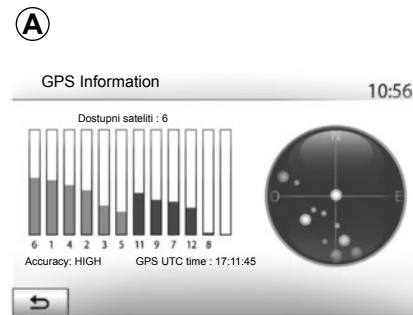 A
GPS Information
10:56
Dostupni sateliti : 6
N
O E
6 1 4 2 3 5 11 9 7 12 8
Accuracy: HIGH GPS UTC time : 17:11:45